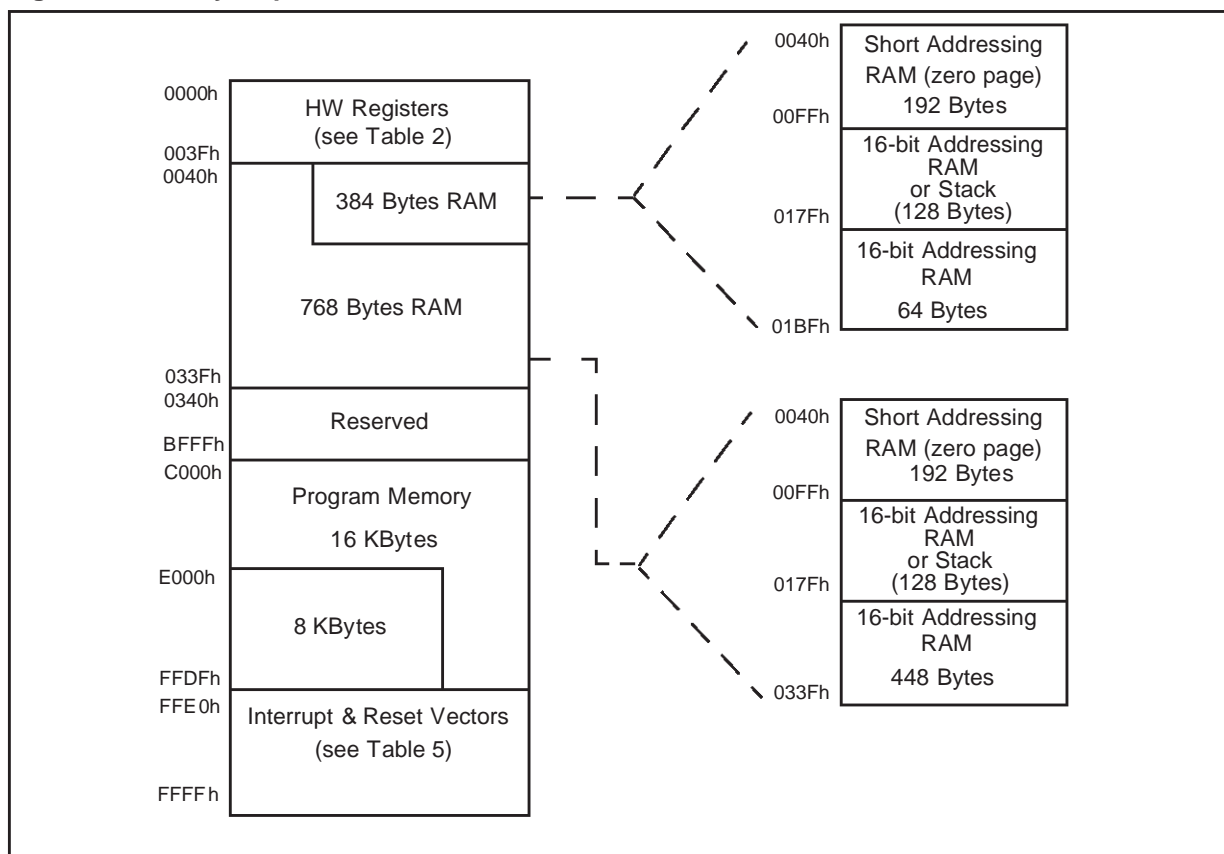 0000h
HW Registers
(see Table 2)
003Fh
0040h
384 Bytes RAM
768 Bytes RAM
033Fh
0340h
Reserved
BFFFh
C000h
Program Memory
16 KBytes
E000h
8 KBytes
FFDFh
FFE0h
Interrupt & Reset Vectors
(see Table 5)
FFFFh
0040h
Short Addressing
RAM (zero page)
192 Bytes
00FFh
16-bit Addressing
RAM
or Stack
(128 Bytes)
017Fh
16-bit Addressing
RAM
64 Bytes
01BFh
0040h
Short Addressing
RAM (zero page)
192 Bytes
00FFh
16-bit Addressing
RAM
or Stack
(128 Bytes)
017Fh
16-bit Addressing
RAM
448 Bytes
033Fh